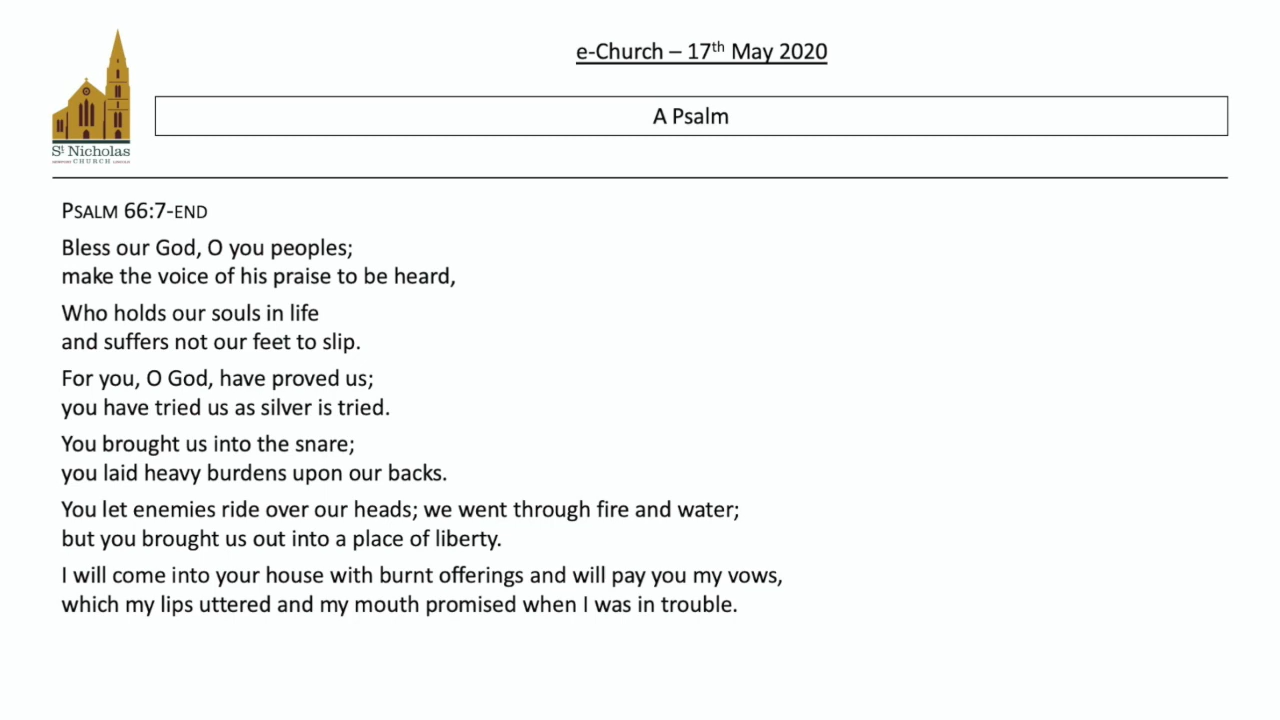 e-Church – 17th May 2020
A Psalm
St Nicholas
CHURCH
PSALM 66:7-END
Bless our God, O you peoples;
make the voice of his praise to be heard,
Who holds our souls in life
and suffers not our feet to slip.
For you, O God, have proved us;
you have tried us as silver is tried.
You brought us into the snare;
you laid heavy burdens upon our backs.
You let enemies ride over our heads; we went through fire and water;
but you brought us out into a place of liberty.
I will come into your house with burnt offerings and will pay you my vows,
which my lips uttered and my mouth promised when I was in trouble.